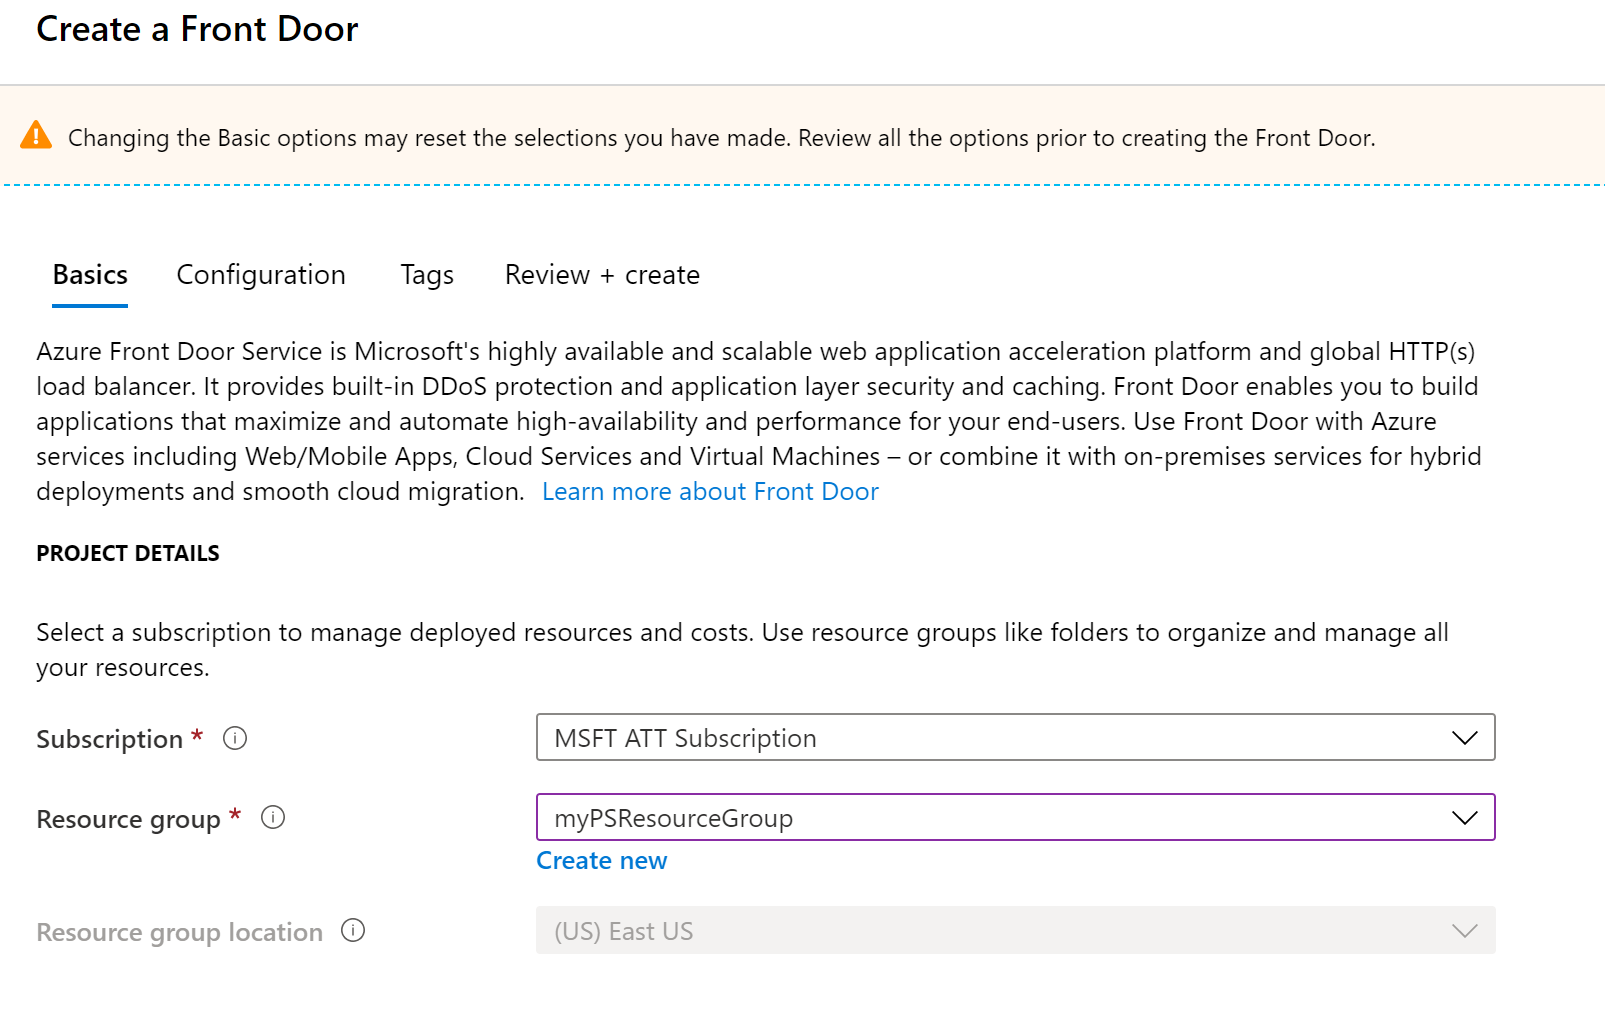 Create a Front Door
Changing the Basic options may reset the selections you have made. Review all the options prior to creating the Front Door.
Basics Configuration Tags Review + create
Azure Front Door Service is Microsoft's highly available and scalable web application acceleration platform and global HTTP(s)
load balancer. It provides built-in DDoS protection and application layer security and caching. Front Door enables you to build
applications that maximize and automate high-availability and performance for your end-users. Use Front Door with Azure
services including Web/Mobile Apps, Cloud Services and Virtual Machines – or combine it with on-premises services for hybrid
deployments and smooth cloud migration. Learn more about Front Door
PROJECT DETAILS
Select a subscription to manage deployed resources and costs. Use resource groups like folders to organize and manage all
your resources.
Subscription * MSFT ATT Subscription
Resource group * myPSResourceGroup
Create new
Resource group location (US) East US